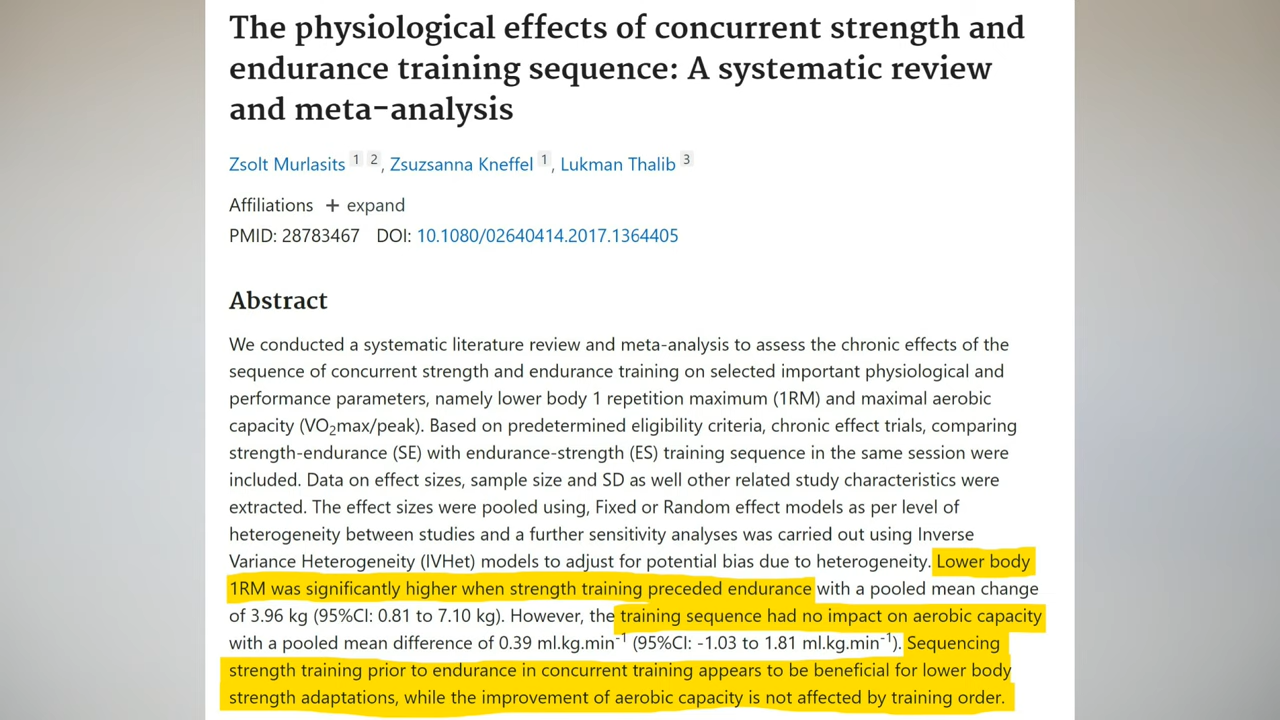 The physiological effects of concurrent strength and
endurance training sequence: A systematic review
and meta-analysis
Zsolt Murlasits 1 2, Zsuzsanna Kneffel 1, Lukman Thalib 3
Affiliations + expand
PMID: 28783467 DOI: 10.1080/02640414.2017.1364405
Abstract
We conducted a systematic literature review and meta-analysis to assess the chronic effects of the
sequence of concurrent strength and endurance training on selected important physiological and
performance parameters, namely lower body 1 repetition maximum (1RM) and maximal aerobic
capacity (VO2max/peak). Based on predetermined eligibility criteria, chronic effect trials, comparing
strength-endurance (SE) with endurance-strength (ES) training sequence in the same session were
included. Data on effect sizes, sample size and SD as well other related study characteristics were
extracted. The effect sizes were pooled using, Fixed or Random effect models as per level of
heterogeneity between studies and a further sensitivity analyses was carried out using Inverse
Variance Heterogeneity (IVHet) models to adjust for potential bias due to heterogeneity. Lower body
1RM was significantly higher when strength training preceded endurance with a pooled mean change
of 3.96 kg (95%CI: 0.81 to 7.10 kg). However, the training sequence had no impact on aerobic capacity
with a pooled mean difference of 0.39 ml.kg.min-1 (95%CI: -1.03 to 1.81 ml.kg.min-1). Sequencing
strength training prior to endurance in concurrent training appears to be beneficial for lower body
strength adaptations, while the improvement of aerobic capacity is not affected by training order.